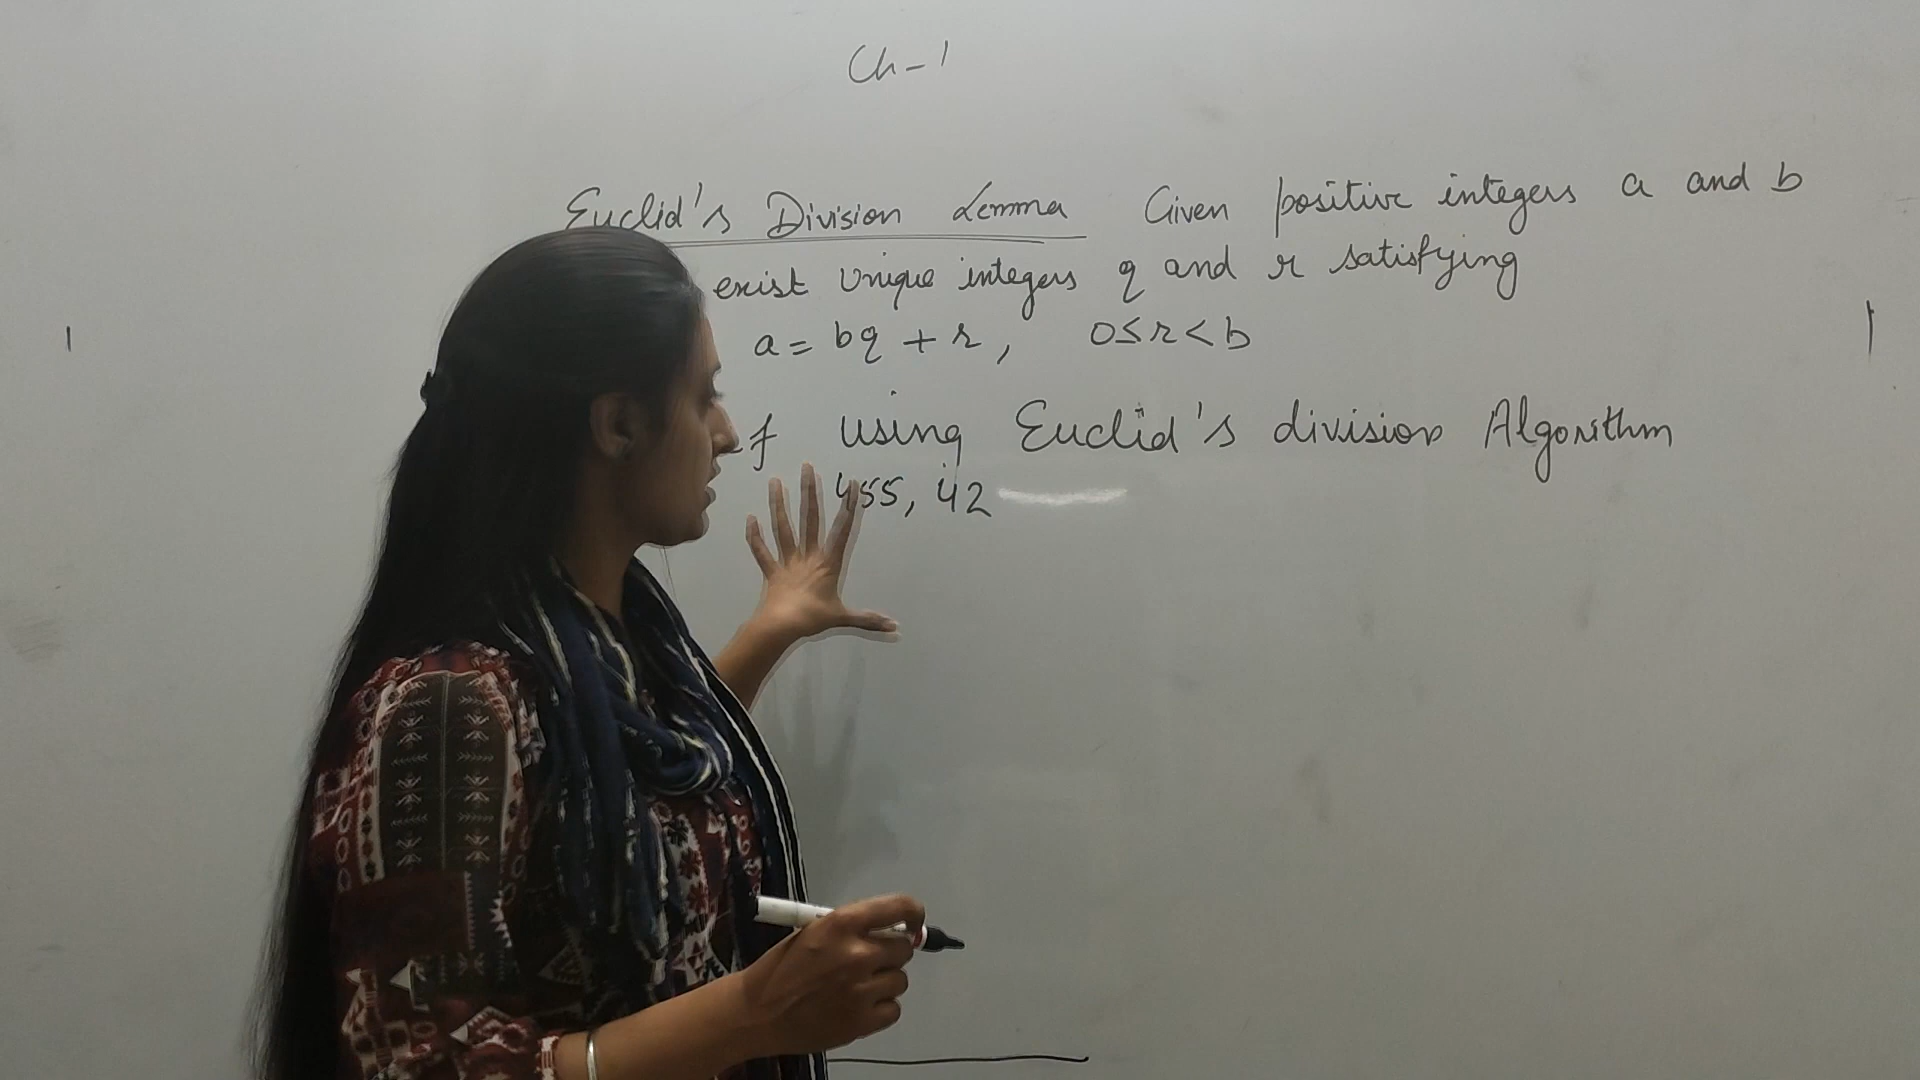 Ch-1
Euclid's Division Lemma Given positive integers a and b
exist unique integers q and r satisfying
a = bq + r, 0≤r<b
f using Euclid's division Algorithm
455, 42